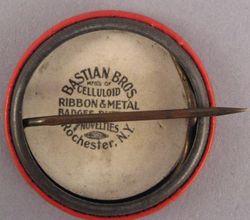 BASTIAN BROS.
MFRS OF
CELLULOID
RIBBON & METAL
BADGES
NOVELTIES
Rochester, N.Y.